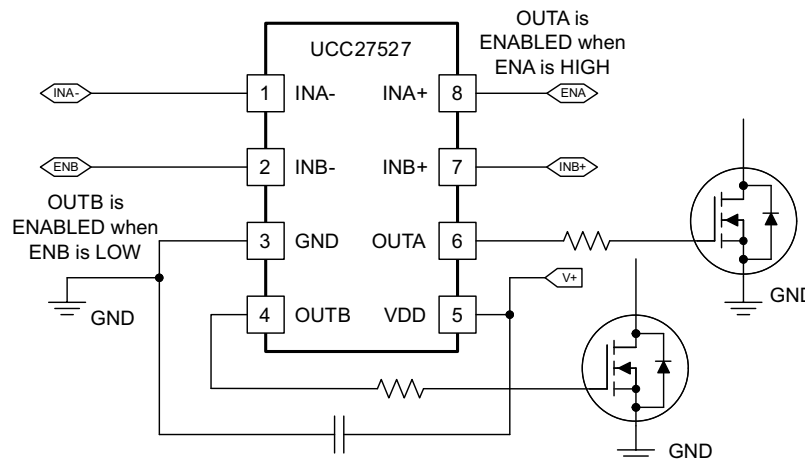 OUTA is
ENABLED when
ENA is HIGH
UCC27527
INA-
1
INA-
INA+
8
ENA
ENB
2
INB-
INB+
7
INB+
OUTB is
ENABLED when
ENB is LOW
3
GND
OUTA
6
V+
GND
GND
4
OUTB
VDD
5
GND